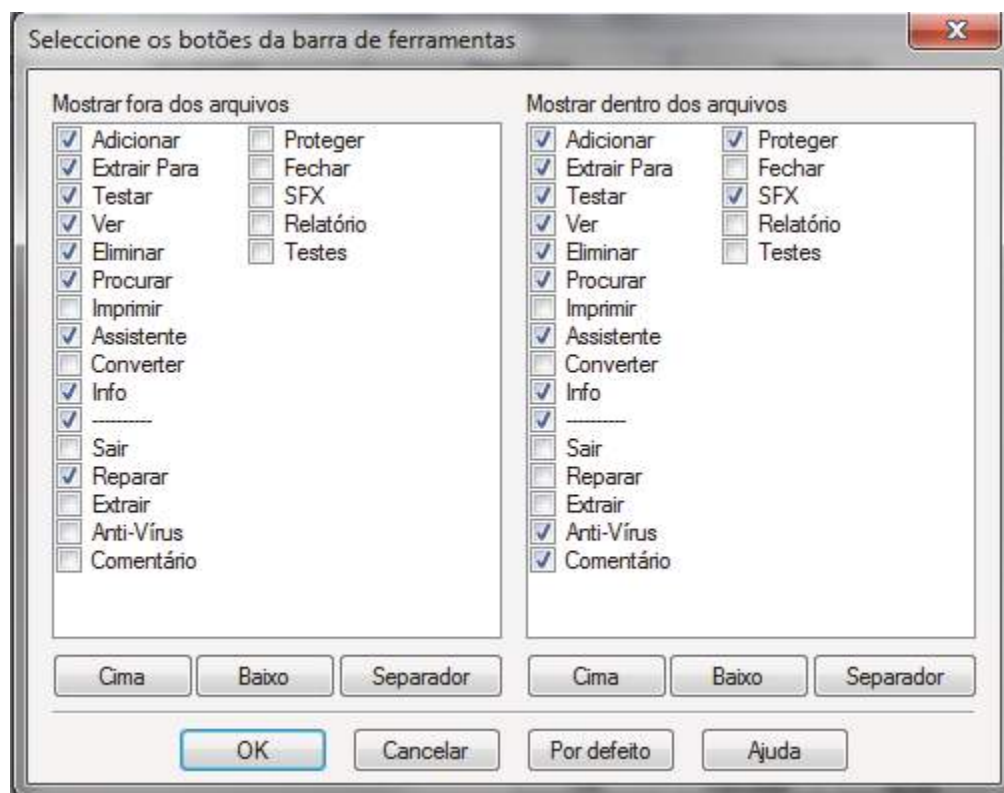 Seleccione os botões da barra de ferramentas
Mostrar fora dos arquivos
Adicionar
Extrair Para
Testar
Ver
Eliminar
Procurar
Imprimir
Assistente
Converter
Info
----------
Sair
Reparar
Extrair
Anti-Vírus
Comentário
Proteger
Fechar
SFX
Relatório
Testes
Cima
Baixo
Separador
Mostrar dentro dos arquivos
Adicionar
Extrair Para
Testar
Ver
Eliminar
Procurar
Imprimir
Assistente
Converter
Info
----------
Sair
Reparar
Extrair
Anti-Vírus
Comentário
Proteger
Fechar
SFX
Relatório
Testes
Cima
Baixo
Separador
OK
Cancelar
Por defeito
Ajuda